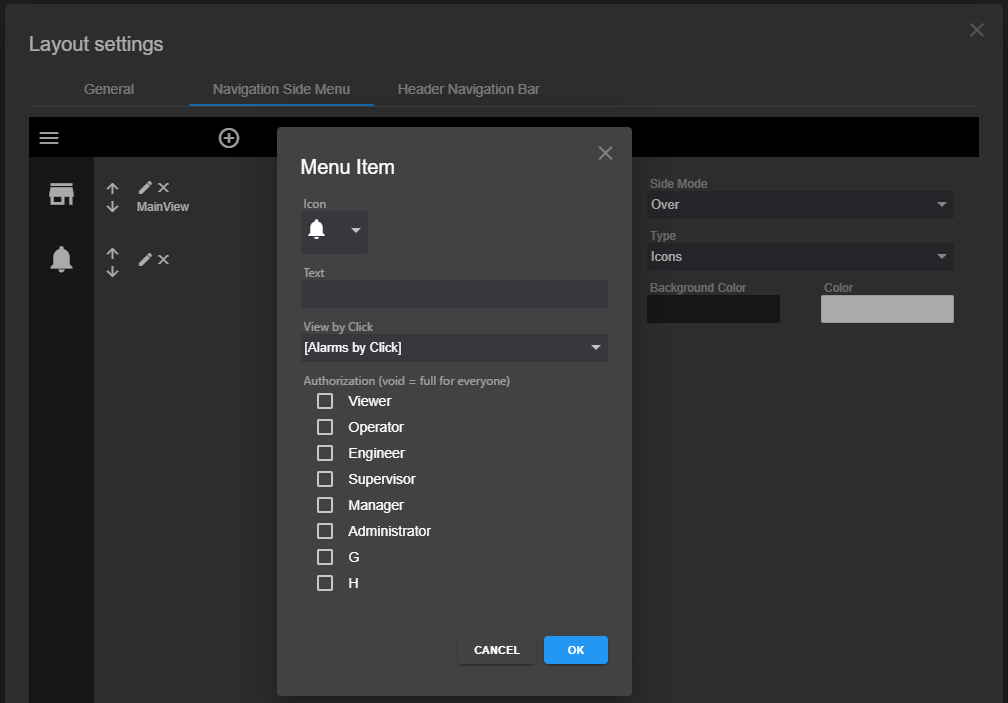 Layout settings
General
Navigation Side Menu
Header Navigation Bar
MainView
Menu Item
Icon
Text
View by Click
[Alarms by Click]
Authorization (void = full for everyone)
Viewer
Operator
Engineer
Supervisor
Manager
Administrator
G
H
CANCEL
OK
Side Mode
Over
Type
Icons
Background Color
Color